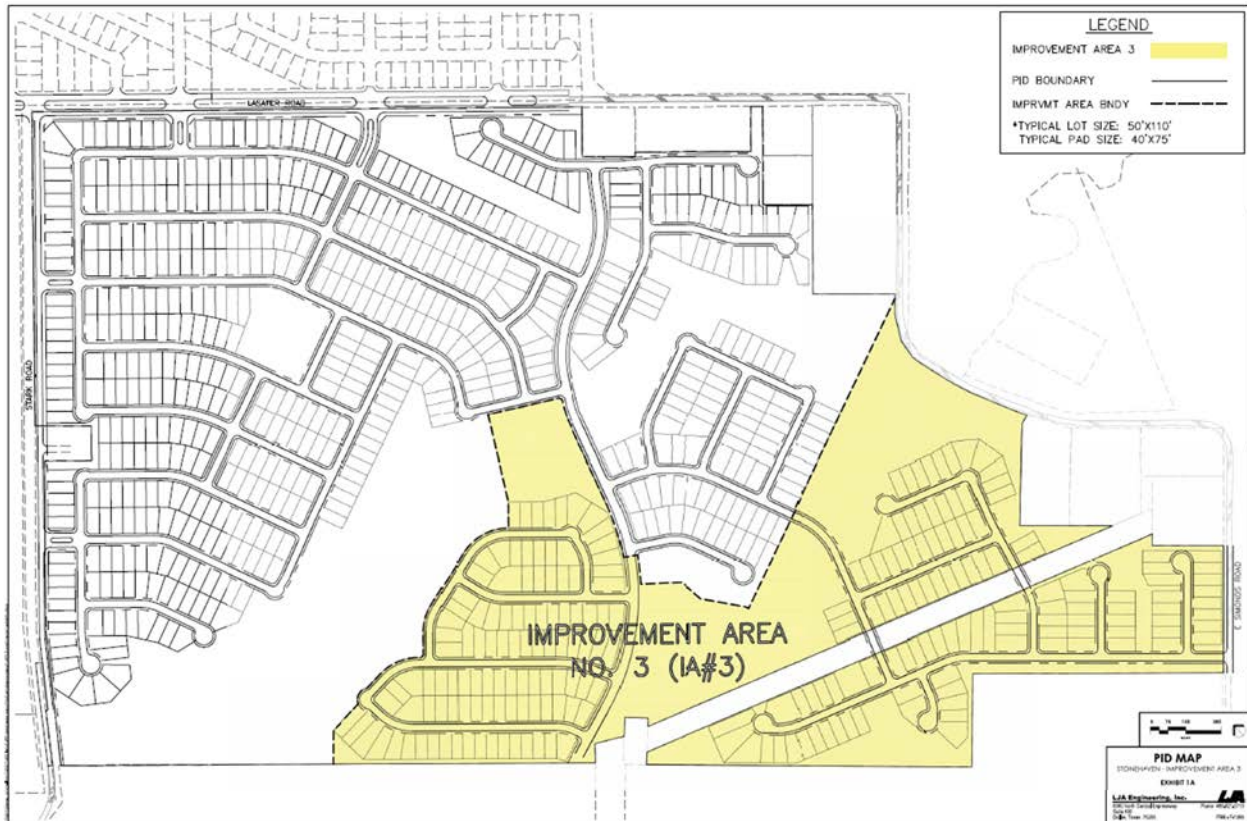 LEGEND
IMPROVEMENT AREA 3
PID BOUNDARY
IMPRVMT AREA BNDY
*TYPICAL LOT SIZE: 50'X110'
TYPICAL PAD SIZE: 40'X75'
LASATER ROAD
STARK ROAD
E SIMONDS ROAD
IMPROVEMENT AREA
NO. 3 (IA#3)
PID MAP
STONEHAVEN - IMPROVEMENT AREA 3
EXHIBIT 1A
LJA Engineering, Inc.
LJA